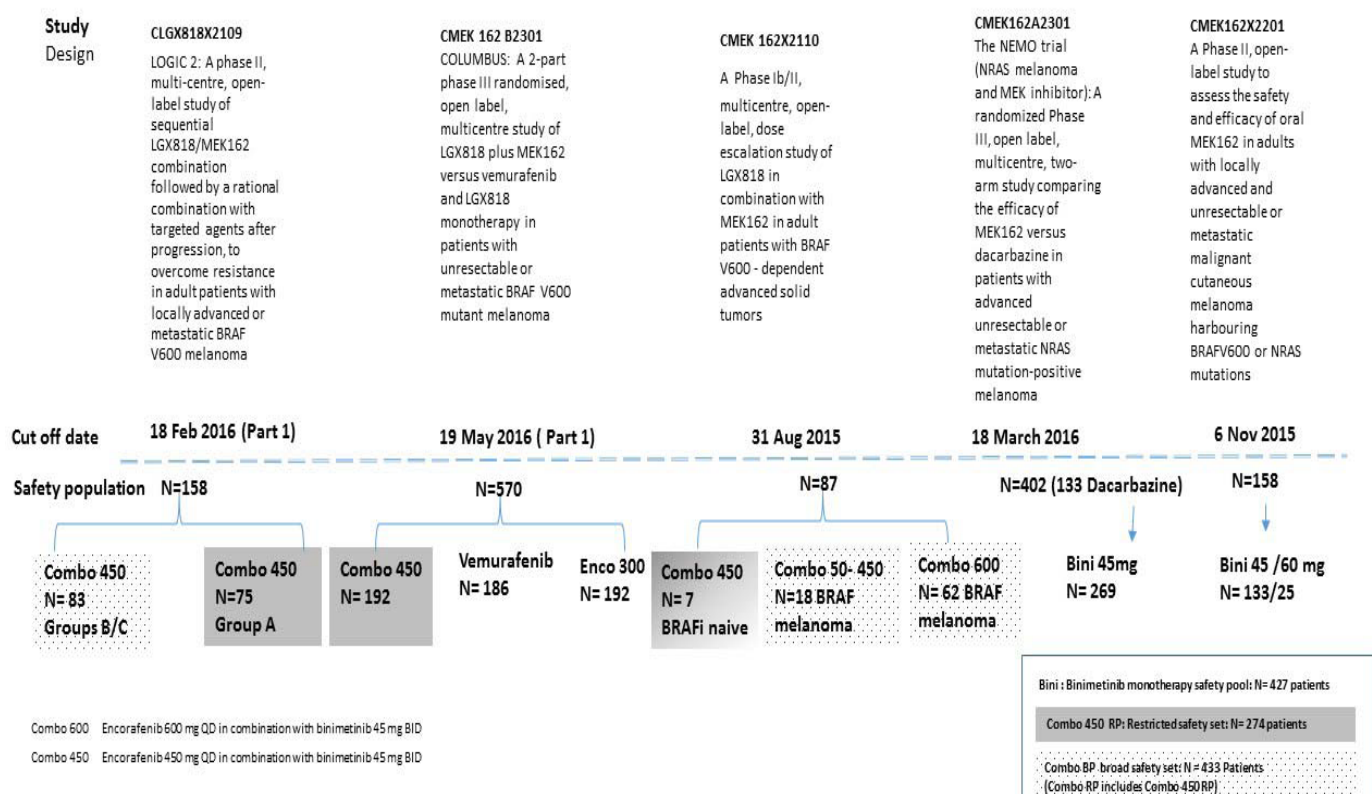 Study
Design
CLGX818X2109
LOGIC 2: A phase II,
multi-centre, open-
label study of
sequential
LGX818/MEK162
combination
followed by a rational
combination with
targeted agents after
progression, to
overcome resistance
in adult patients with
locally advanced or
metastatic BRAF
V600 melanoma
CMEK 162 B2301
COLUMBUS: A 2-part
phase III randomised,
open label,
multicentre study of
LGX818 plus MEK162
versus vemurafenib
and LGX818
monotherapy in
patients with
unresectable or
metastatic BRAF V600
mutant melanoma
CMEK 162X2110
A Phase Ib/II,
multicentre, open-
label, dose
escalation study of
LGX818 in
combination with
MEK162 in adult
patients with BRAF
V600 - dependent
advanced solid
tumors
CMEK162A2301
The NEMO trial
(NRAS melanoma
and MEK inhibitor): A
randomized Phase
III, open label,
multicentre, two-
arm study comparing
the efficacy of
MEK162 versus
dacarbazine in
patients with
advanced
unresectable or
metastatic NRAS
mutation-positive
melanoma
CMEK162X2201
A Phase II, open-
label study to
assess the safety
and efficacy of oral
MEK162 in adults
with locally
advanced and
unresectable or
metastatic
malignant
cutaneous
melanoma
harbouring
BRAFV600 or NRAS
mutations
Cut off date
18 Feb 2016 (Part 1)
19 May 2016 ( Part 1)
31 Aug 2015
18 March 2016
6 Nov 2015
Safety population
N=158
N=570
N=87
N=402 (133 Dacarbazine)
N=158
Combo 450
N= 83
Groups B/C
Combo 450
N=75
Group A
Combo 450
N= 192
Vemurafenib
N= 186
Enco 300
N= 192
Combo 450
N= 7
BRAFi naive
Combo 50- 450
N=18 BRAF
melanoma
Combo 600
N= 62 BRAF
melanoma
Bini 45mg
N= 269
Bini 45 /60 mg
N= 133/25
Combo 600 Encorafenib 600 mg QD in combination with binimetinib 45 mg BID
Combo 450 Encorafenib 450 mg QD in combination with binimetinib 45 mg BID
Bini : Binimetinib monotherapy safety pool: N= 427 patients
Combo 450 RP: Restricted safety set: N= 274 patients
Combo BP broad safety set: N = 433 Patients
(Combo RP includes Combo 450 RP)